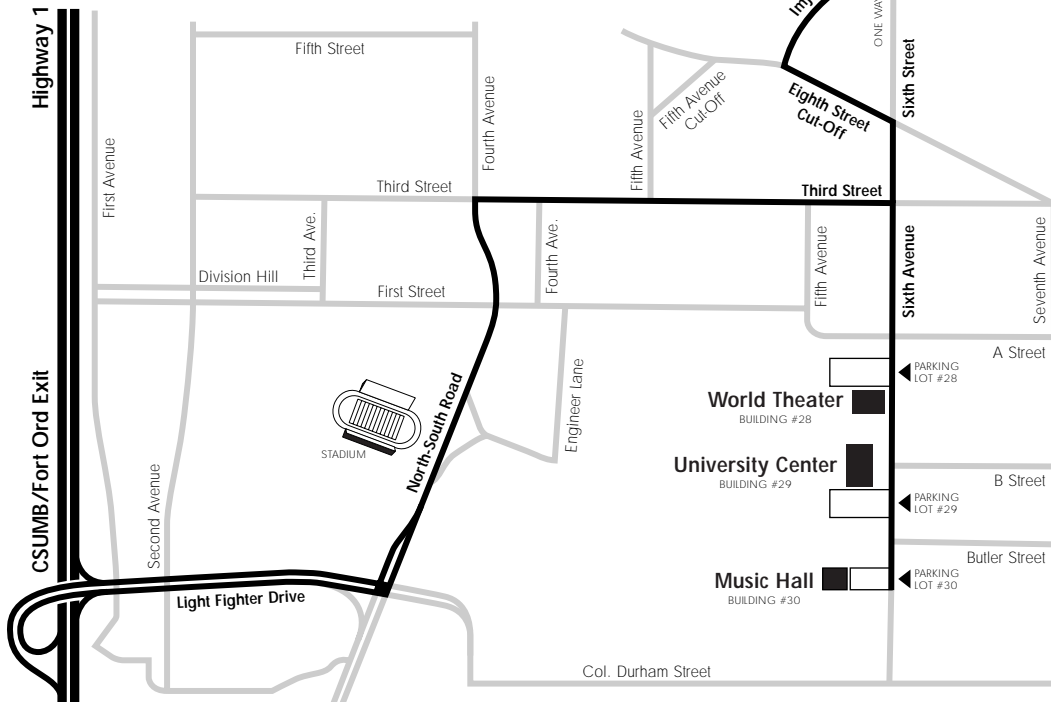 Highway 1
CSUMB/Fort Ord Exit
First Avenue
Second Avenue
Fifth Street
Fourth Avenue
Third Street
Third Ave.
Division Hill
First Street
Fourth Ave.
Fifth Avenue
Fifth Avenue
Cut-Off
Imj
Eighth Street
Cut-Off
ONE WAY
Sixth Street
Third Street
Fifth Avenue
Sixth Avenue
Seventh Avenue
A Street
PARKING
LOT #28
World Theater
BUILDING #28
University Center
BUILDING #29
B Street
PARKING
LOT #29
Butler Street
Music Hall
BUILDING #30
PARKING
LOT #30
Engineer Lane
STADIUM
North-South Road
Light Fighter Drive
Col. Durham Street